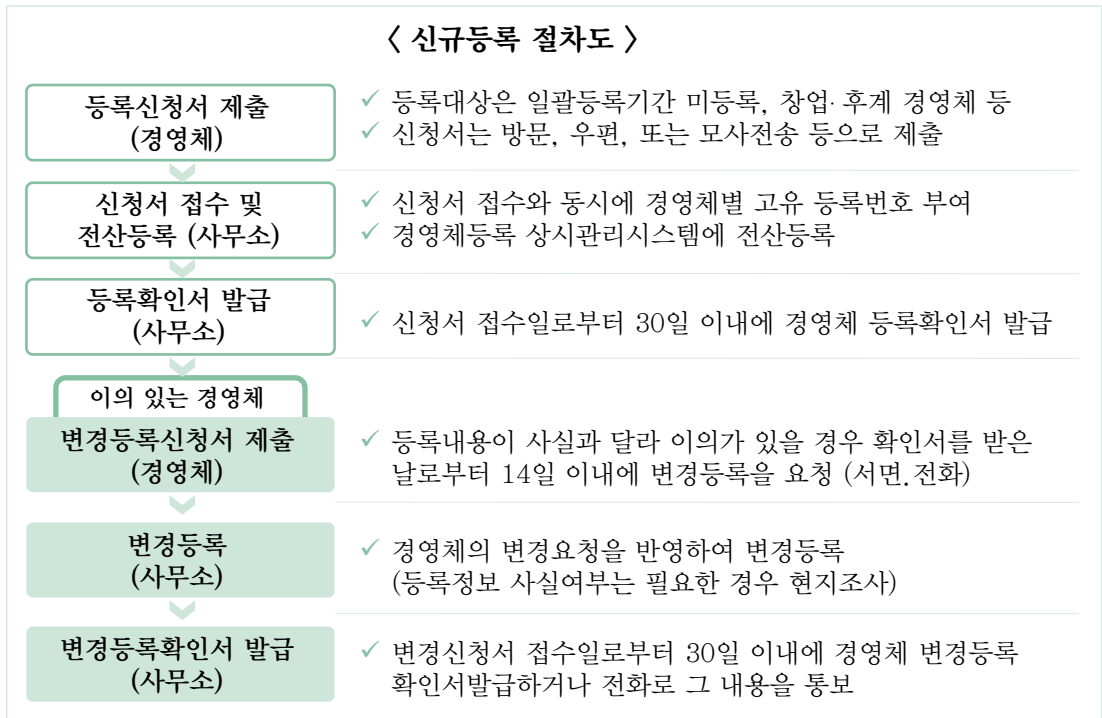 〈 신규등록 절차도 〉
등록신청서 제출
(경영체)
✓ 등록대상은 일괄등록기간 미등록, 창업·후계 경영체 등
✓ 신청서는 방문, 우편, 또는 모사전송 등으로 제출
신청서 접수 및
전산등록 (사무소)
✓ 신청서 접수와 동시에 경영체별 고유 등록번호 부여
✓ 경영체등록 상시관리시스템에 전산등록
등록확인서 발급
(사무소)
✓ 신청서 접수일로부터 30일 이내에 경영체 등록확인서 발급
이의 있는 경영체
변경등록신청서 제출
(경영체)
✓ 등록내용이 사실과 달라 이의가 있을 경우 확인서를 받은
날로부터 14일 이내에 변경등록을 요청 (서면.전화)
변경등록
(사무소)
✓ 경영체의 변경요청을 반영하여 변경등록
(등록정보 사실여부는 필요한 경우 현지조사)
변경등록확인서 발급
(사무소)
✓ 변경신청서 접수일로부터 30일 이내에 경영체 변경등록
확인서발급하거나 전화로 그 내용을 통보